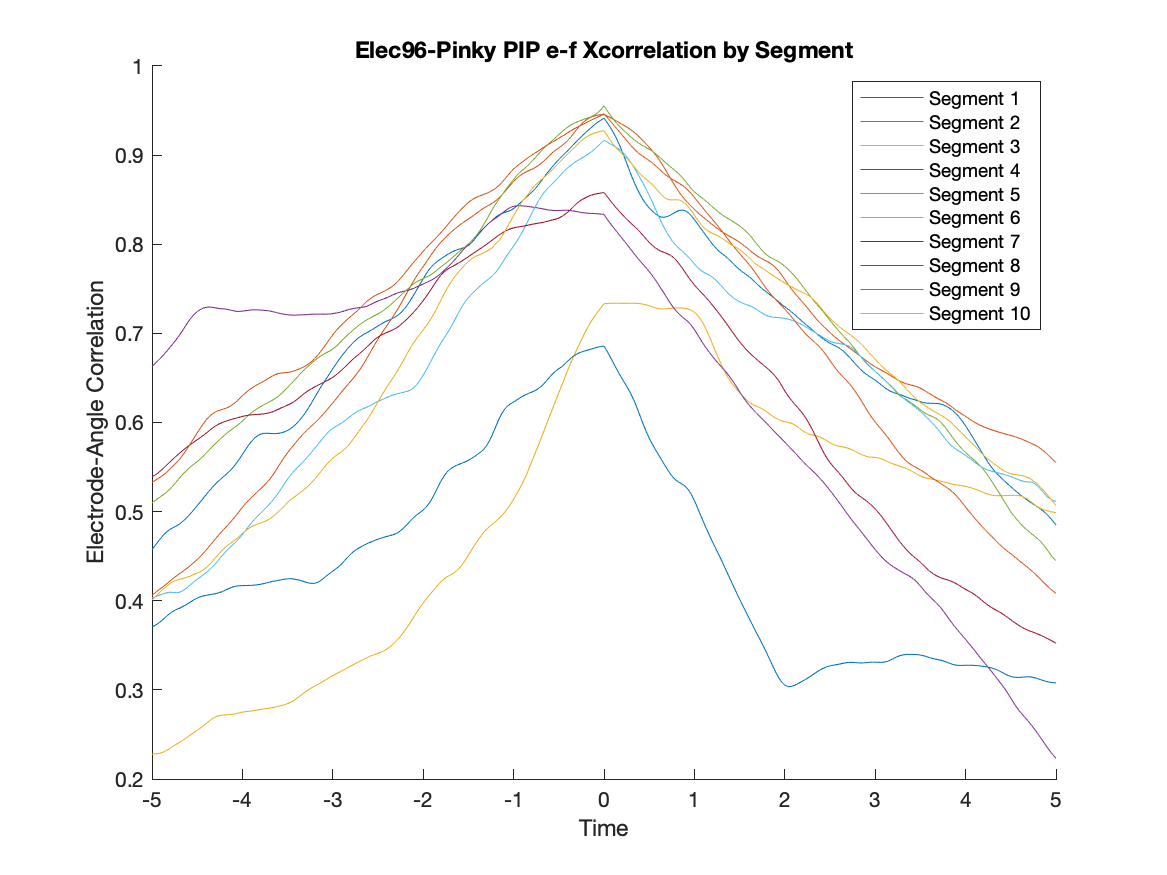 Elec96-Pinky PIP e-f Xcorrelation by Segment
1
0.9
0.8
0.7
0.6
0.5
0.4
0.3
0.2
Electrode-Angle Correlation
Segment 1
Segment 2
Segment 3
Segment 4
Segment 5
Segment 6
Segment 7
Segment 8
Segment 9
Segment 10
-5 -4 -3 -2 -1 0 1 2 3 4 5
Time